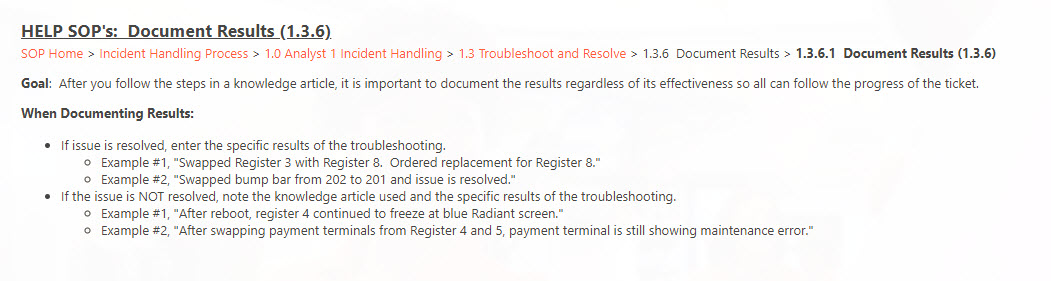 HELP SOP's:  Document Results (1.3.6)
SOP Home > Incident Handling Process > 1.0 Analyst 1 Incident Handling > 1.3 Troubleshoot and Resolve > 1.3.6  Document Results > 1.3.6.1  Document Results (1.3.6)
Goal:  After you follow the steps in a knowledge article, it is important to document the results regardless of its effectiveness so all can follow the progress of the ticket.
When Documenting Results:
• If issue is resolved, enter the specific results of the troubleshooting.
○ Example #1, "Swapped Register 3 with Register 8.  Ordered replacement for Register 8."
○ Example #2, "Swapped bump bar from 202 to 201 and issue is resolved."
• If the issue is NOT resolved, note the knowledge article used and the specific results of the troubleshooting.
○ Example #1, "After reboot, register 4 continued to freeze at blue Radiant screen."
○ Example #2, "After swapping payment terminals from Register 4 and 5, payment terminal is still showing maintenance error."